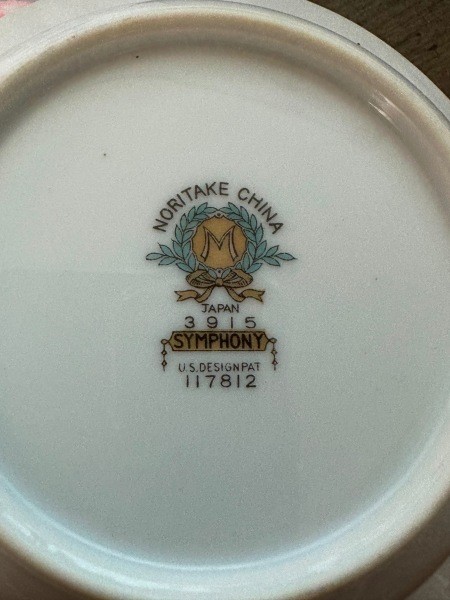 NORITAKE CHINA
M
JAPAN
3915
SYMPHONY
U.S.DESIGN PAT
117812